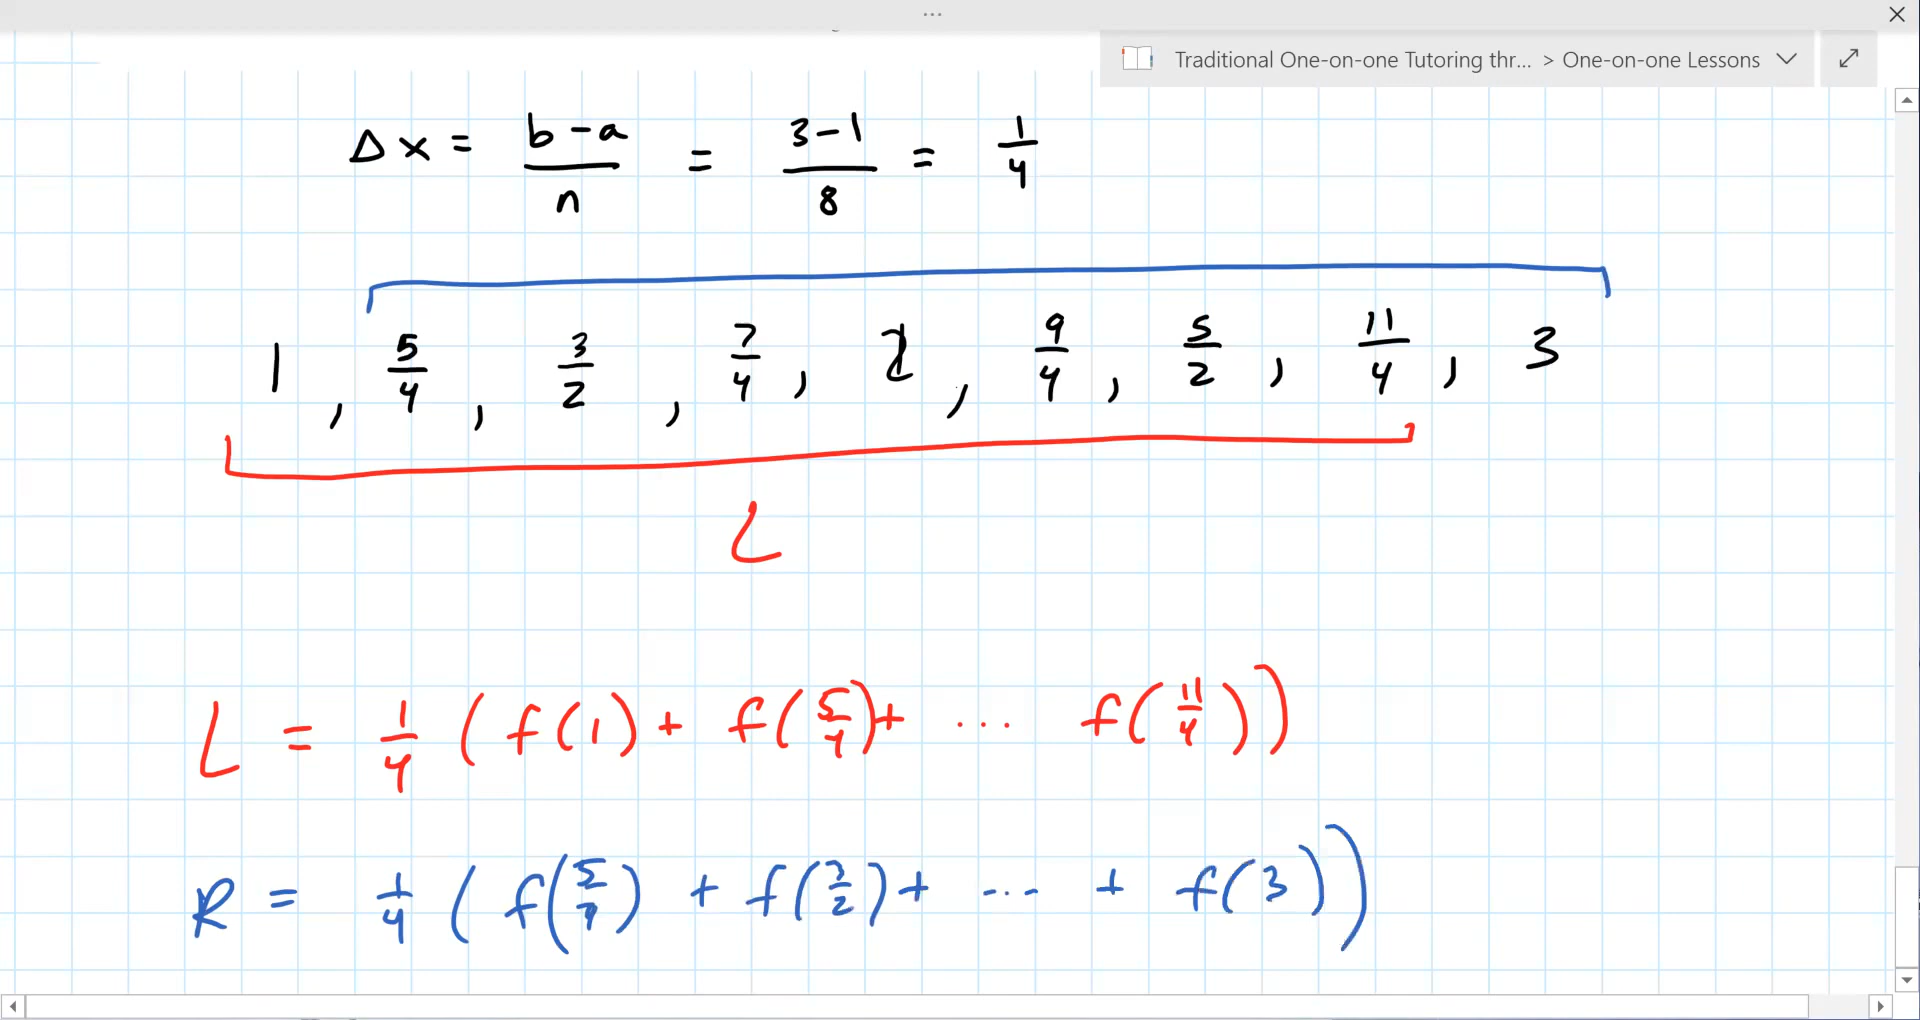 Traditional One-on-one Tutoring thr... > One-on-one Lessons
Δx = b-a/n = 3-1/8 = 1/4
1, 5/4, 3/2, 7/4, 2, 9/4, 5/2, 11/4, 3
L
L = 1/4 (f(1) + f(5/4) + ... f(11/4))
R = 1/4 (f(5/4) + f(3/2) + ... + f(3))